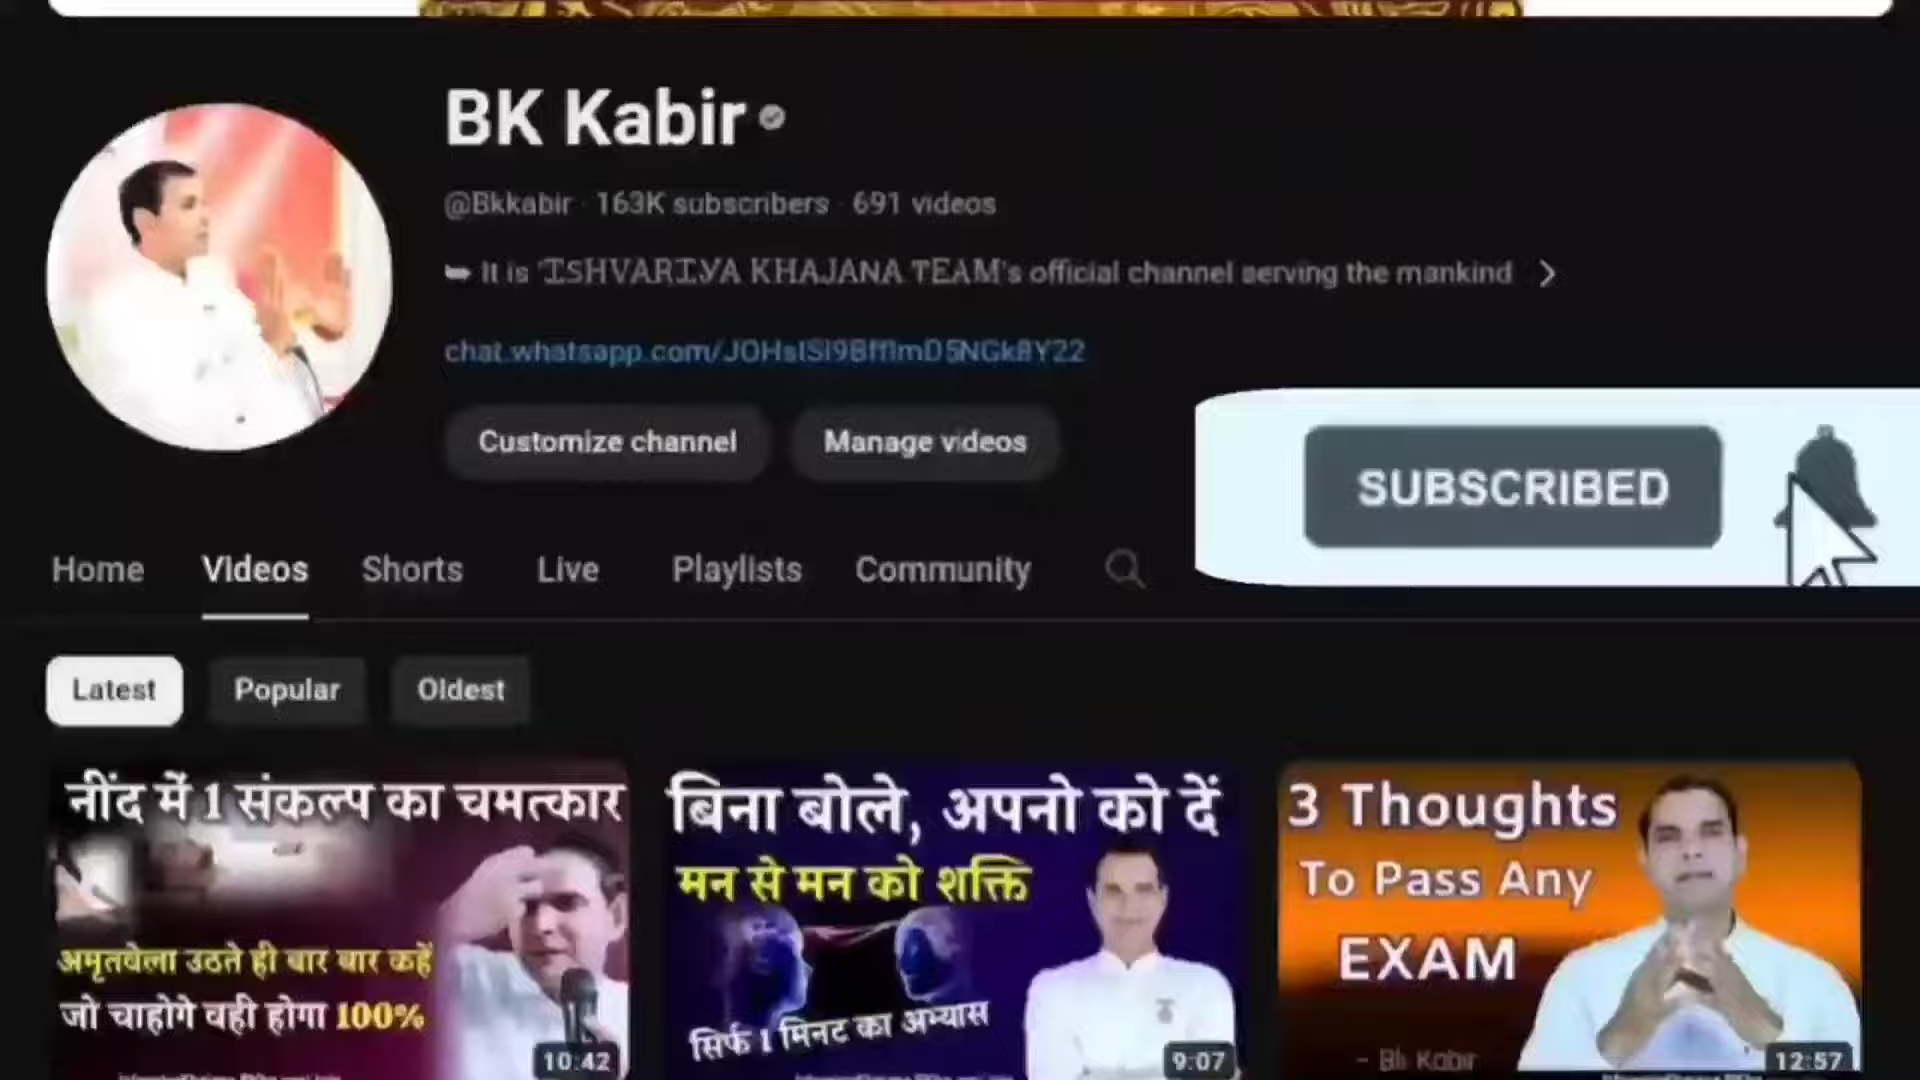 BK Kabir
@Bkkabir · 163K subscribers · 691 videos
It is 'ISHVARIYA KHAJANA TEAM's official channel serving the mankind
Customize channel
Manage videos
SUBSCRIBED
Home
Videos
Shorts
Live
Playlists
Community
Latest
Popular
Oldest
नींद में 1 संकल्प का चमत्कार
अमृतवेला उठते ही बार बार कहें
जो चाहोगे वही होगा 100%
10:42
बिना बोले, अपनो को दें
मन से मन को शक्ति
सिर्फ 1 मिनट का अभ्यास
9:07
3 Thoughts
To Pass Any
EXAM
- Bk Kabir
12:57